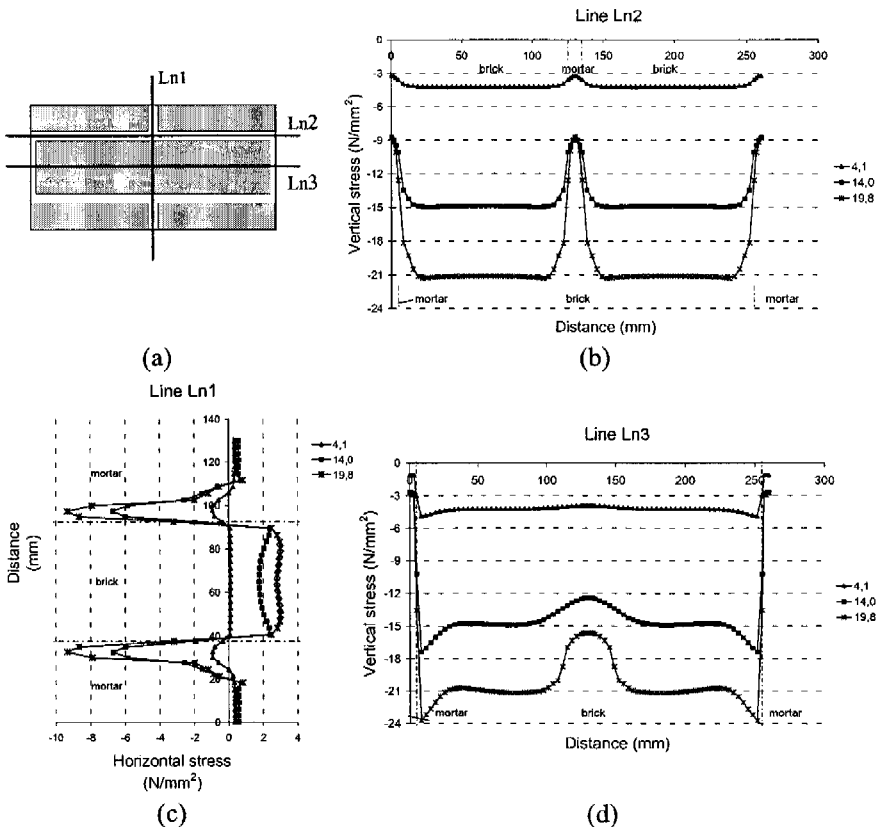 Ln1
Ln2
Ln3
(a)
Line Ln2
0
50
100
150
200
250
300
0
-3
-6
-9
-12
-15
-18
-21
-24
brick
mortar
brick
mortar
brick
mortar
Vertical stress (N/mm²)
Distance (mm)
4,1
14,0
19,8
(b)
Line Ln1
140
120
100
80
60
40
20
0
-10
-8
-6
-4
-2
0
2
4
mortar
brick
mortar
Distance
(mm)
Horizontal stress
(N/mm²)
4,1
14,0
19,8
(c)
Line Ln3
0
50
100
150
200
250
300
0
-3
-6
-9
-12
-15
-18
-21
-24
mortar
brick
mortar
Vertical stress (N/mm²)
Distance (mm)
4,1
14,0
19,8
(d)